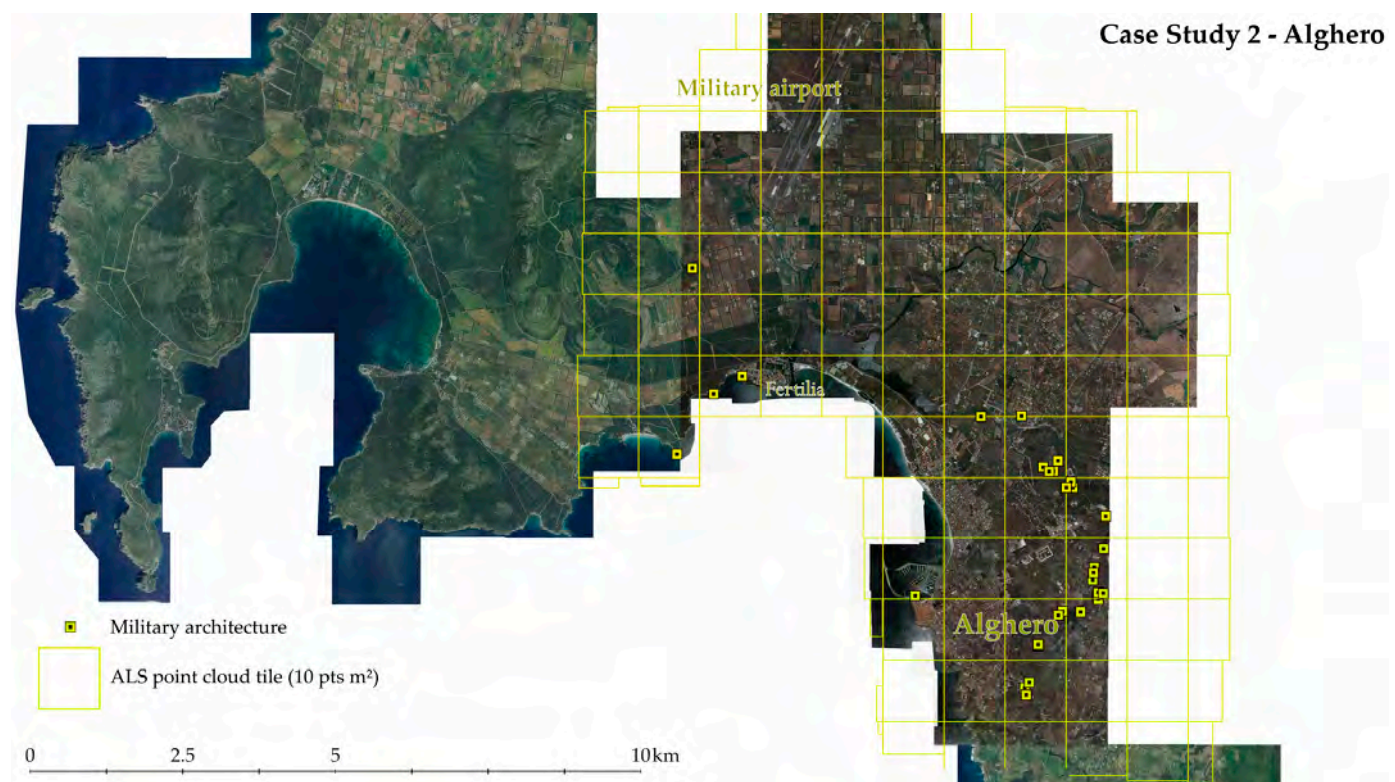 Case Study 2 - Alghero
Military airport
Fertilia
Alghero
Military architecture
ALS point cloud tile (10 pts m²)
0 2.5 5 10km